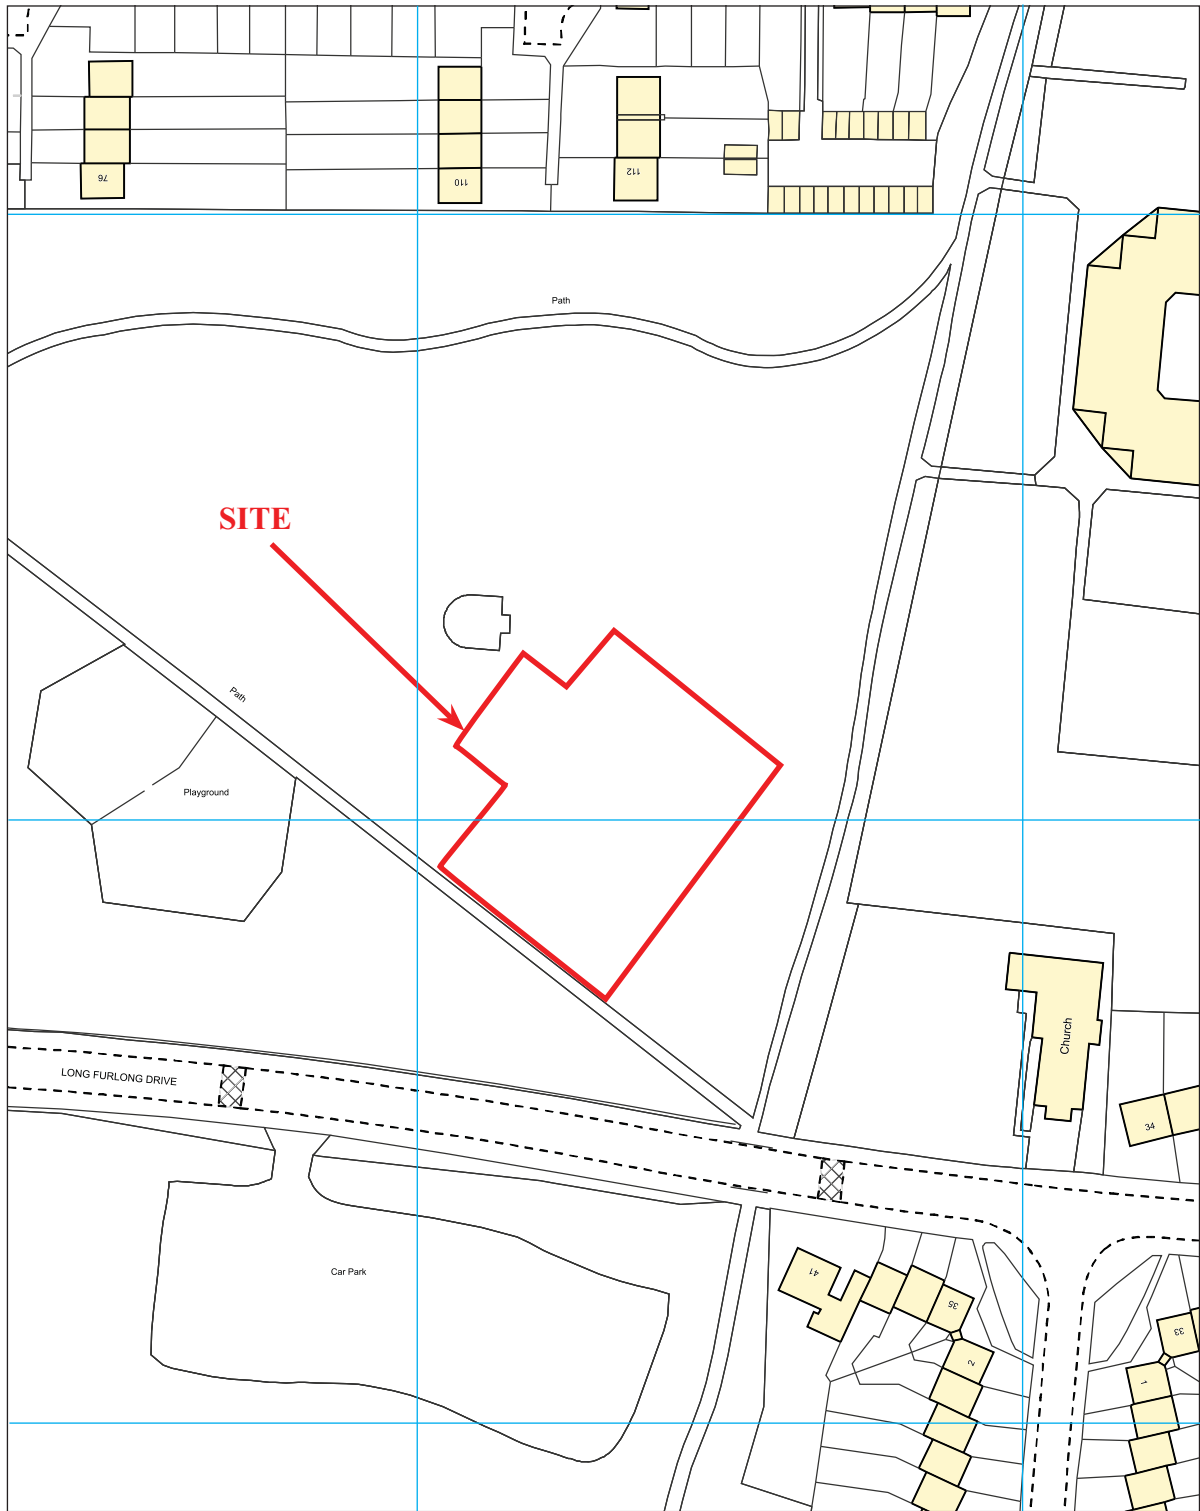 76
110
112
Path
SITE
Path
Playground
Church
LONG FURLONG DRIVE
34
Car Park
41
35
33
2
1